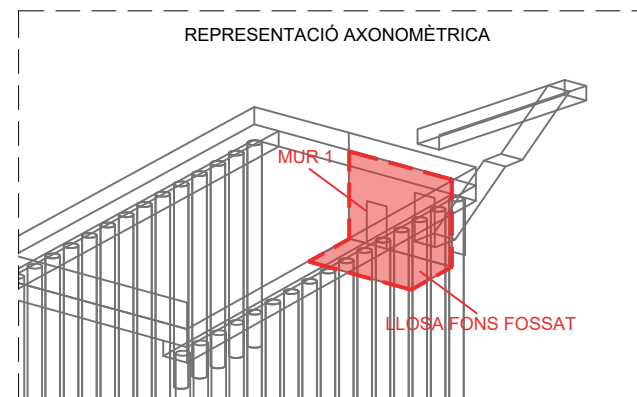 REPRESENTACIÓ AXONOMÈTRICA
MUR 1
LLOSA FONS FOSSAT